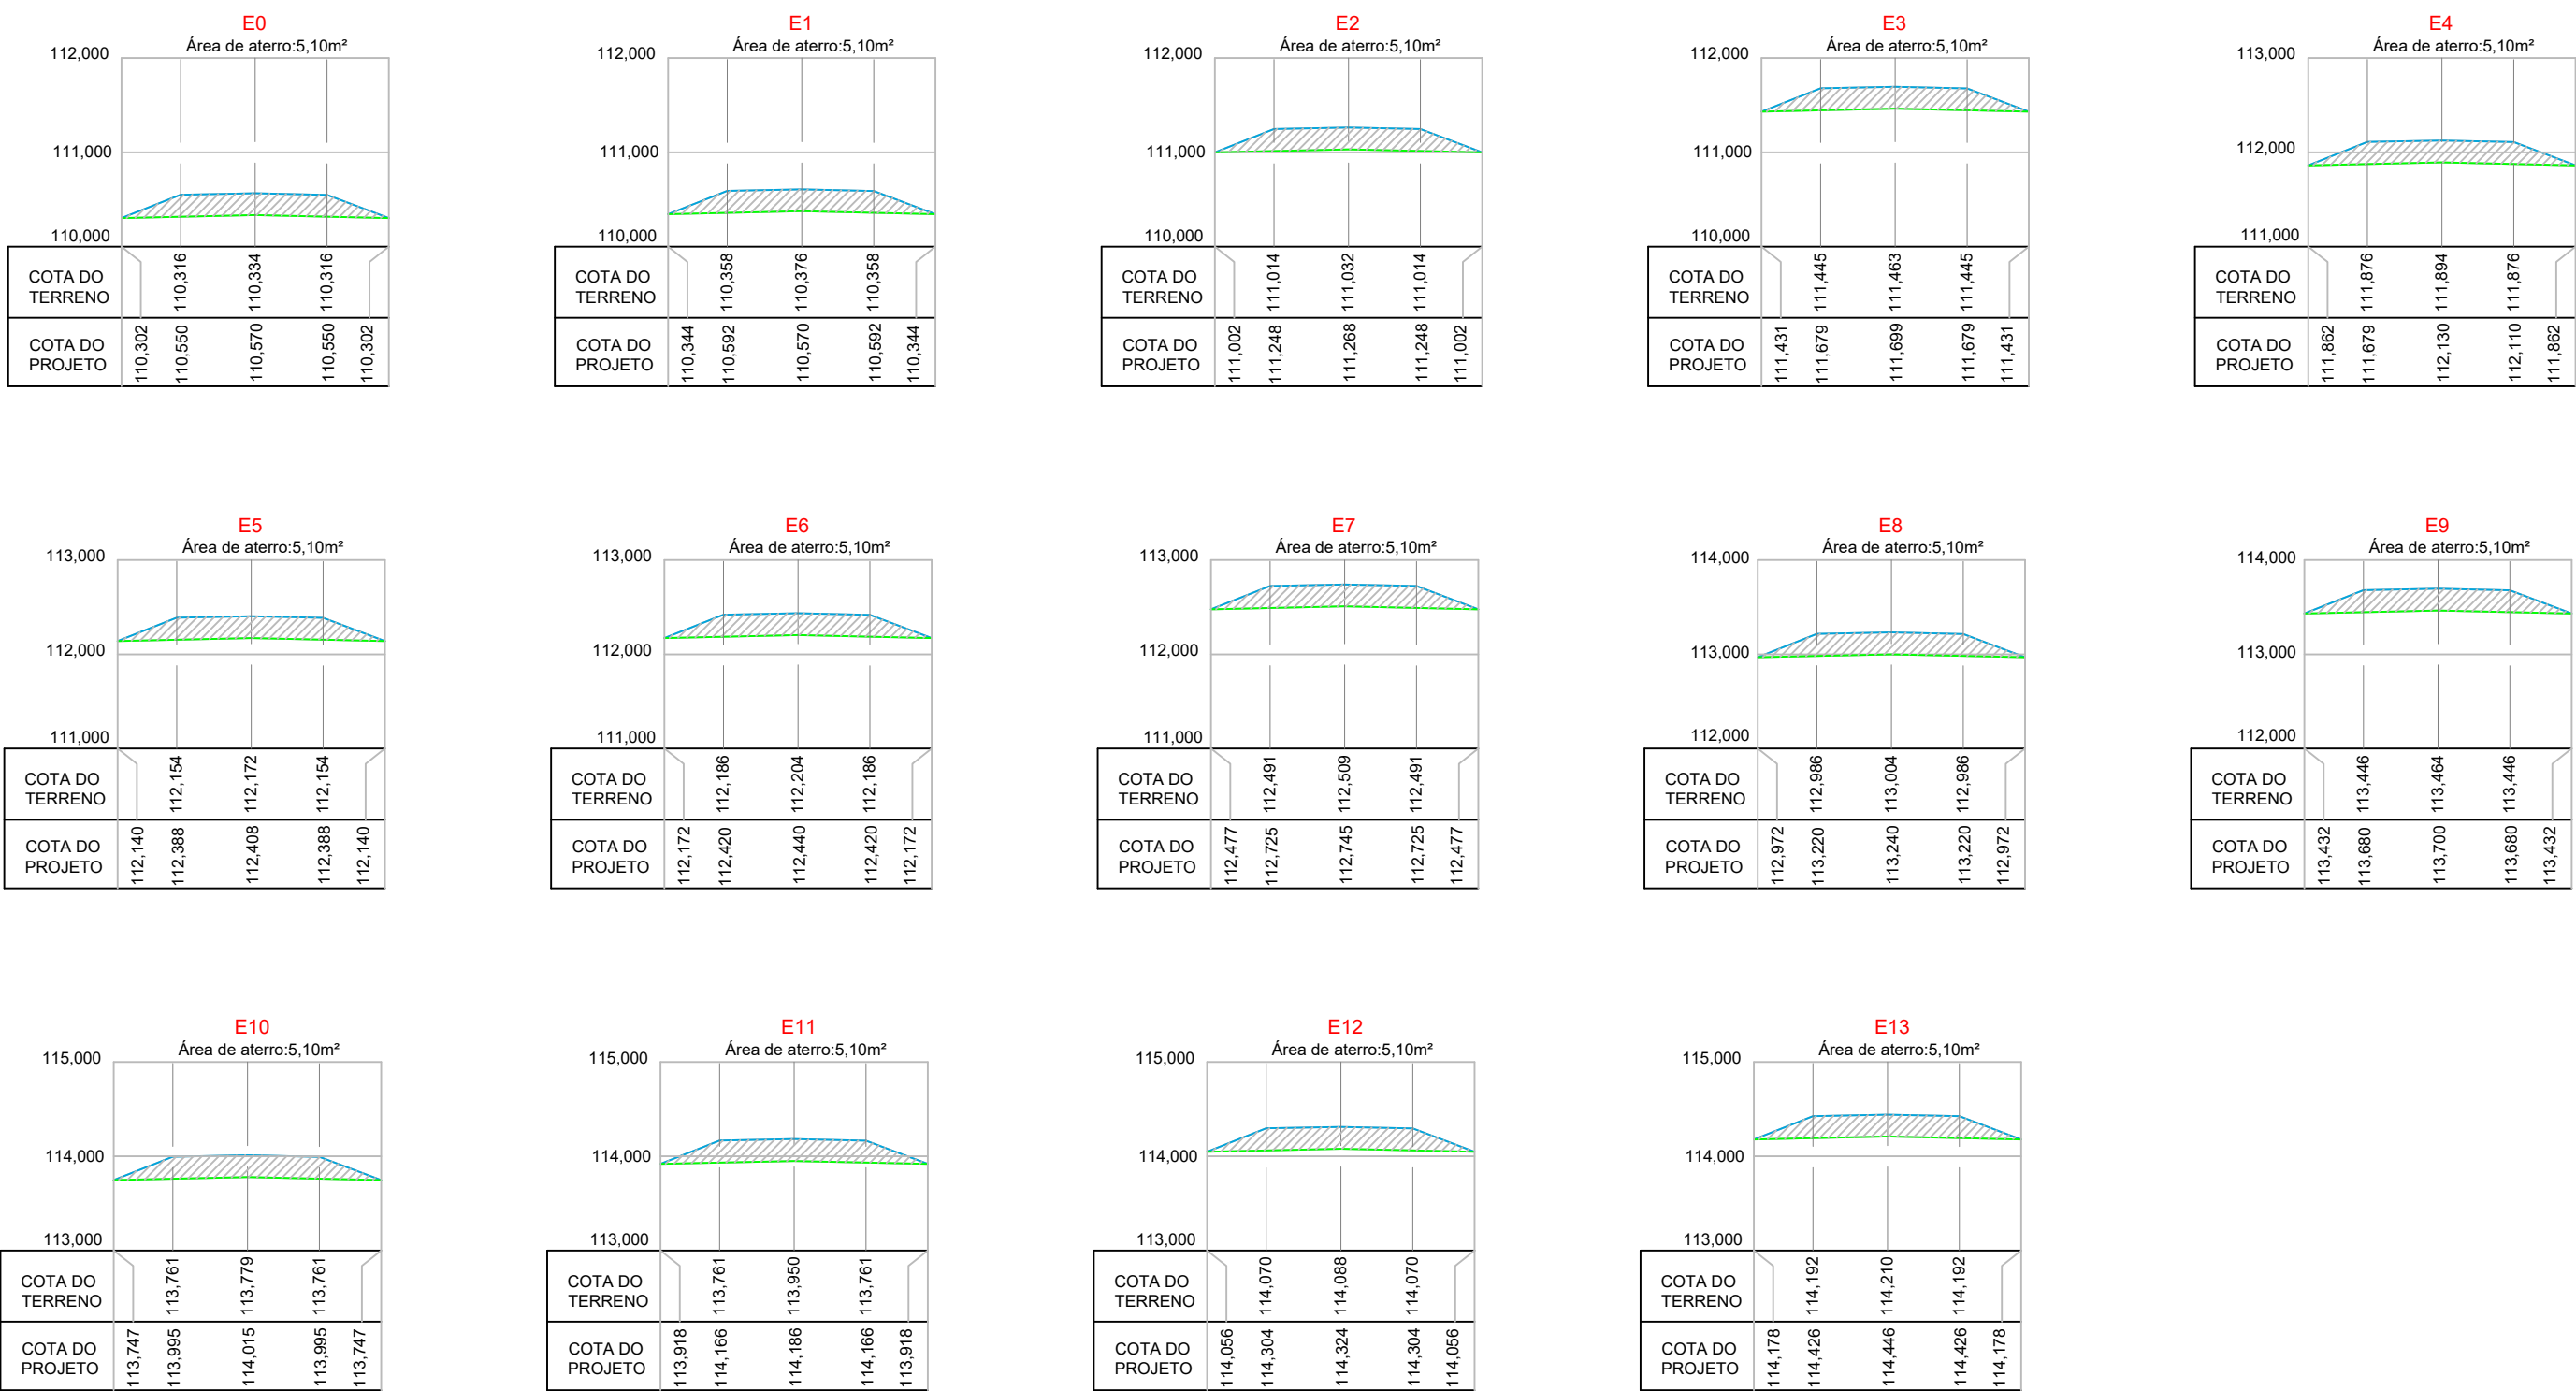 E0
Área de aterro:5,10m²
112,000
111,000
110,000
COTA DO
TERRENO
110,316
110,334
110,316
COTA DO
PROJETO
110,302
110,550
110,570
110,550
110,302
E1
Área de aterro:5,10m²
112,000
111,000
110,000
COTA DO
TERRENO
110,358
110,376
110,358
COTA DO
PROJETO
110,344
110,592
110,570
110,592
110,344
E2
Área de aterro:5,10m²
112,000
111,000
110,000
COTA DO
TERRENO
111,014
111,032
111,014
COTA DO
PROJETO
111,002
111,248
111,268
111,248
111,002
E3
Área de aterro:5,10m²
112,000
111,000
110,000
COTA DO
TERRENO
111,445
111,463
111,445
COTA DO
PROJETO
111,431
111,679
111,699
111,679
111,431
E4
Área de aterro:5,10m²
113,000
112,000
111,000
COTA DO
TERRENO
111,876
111,894
111,876
COTA DO
PROJETO
111,862
111,679
112,130
112,110
111,862
E5
Área de aterro:5,10m²
113,000
112,000
111,000
COTA DO
TERRENO
112,154
112,172
112,154
COTA DO
PROJETO
112,140
112,388
112,408
112,388
112,140
E6
Área de aterro:5,10m²
113,000
112,000
111,000
COTA DO
TERRENO
112,186
112,204
112,186
COTA DO
PROJETO
112,172
112,420
112,440
112,420
112,172
E7
Área de aterro:5,10m²
113,000
112,000
111,000
COTA DO
TERRENO
112,491
112,509
112,491
COTA DO
PROJETO
112,477
112,725
112,745
112,725
112,477
E8
Área de aterro:5,10m²
114,000
113,000
112,000
COTA DO
TERRENO
112,986
113,004
112,986
COTA DO
PROJETO
112,972
113,220
113,240
113,220
112,972
E9
Área de aterro:5,10m²
114,000
113,000
112,000
COTA DO
TERRENO
113,446
113,464
113,446
COTA DO
PROJETO
113,432
113,680
113,700
113,680
113,432
E10
Área de aterro:5,10m²
115,000
114,000
113,000
COTA DO
TERRENO
113,761
113,779
113,761
COTA DO
PROJETO
113,747
113,995
114,015
113,995
113,747
E11
Área de aterro:5,10m²
115,000
114,000
113,000
COTA DO
TERRENO
113,761
113,950
113,761
COTA DO
PROJETO
113,918
114,166
114,186
114,166
113,918
E12
Área de aterro:5,10m²
115,000
114,000
113,000
COTA DO
TERRENO
114,070
114,088
114,070
COTA DO
PROJETO
114,056
114,304
114,324
114,304
114,056
E13
Área de aterro:5,10m²
115,000
114,000
113,000
COTA DO
TERRENO
114,192
114,210
114,192
COTA DO
PROJETO
114,178
114,426
114,446
114,426
114,178